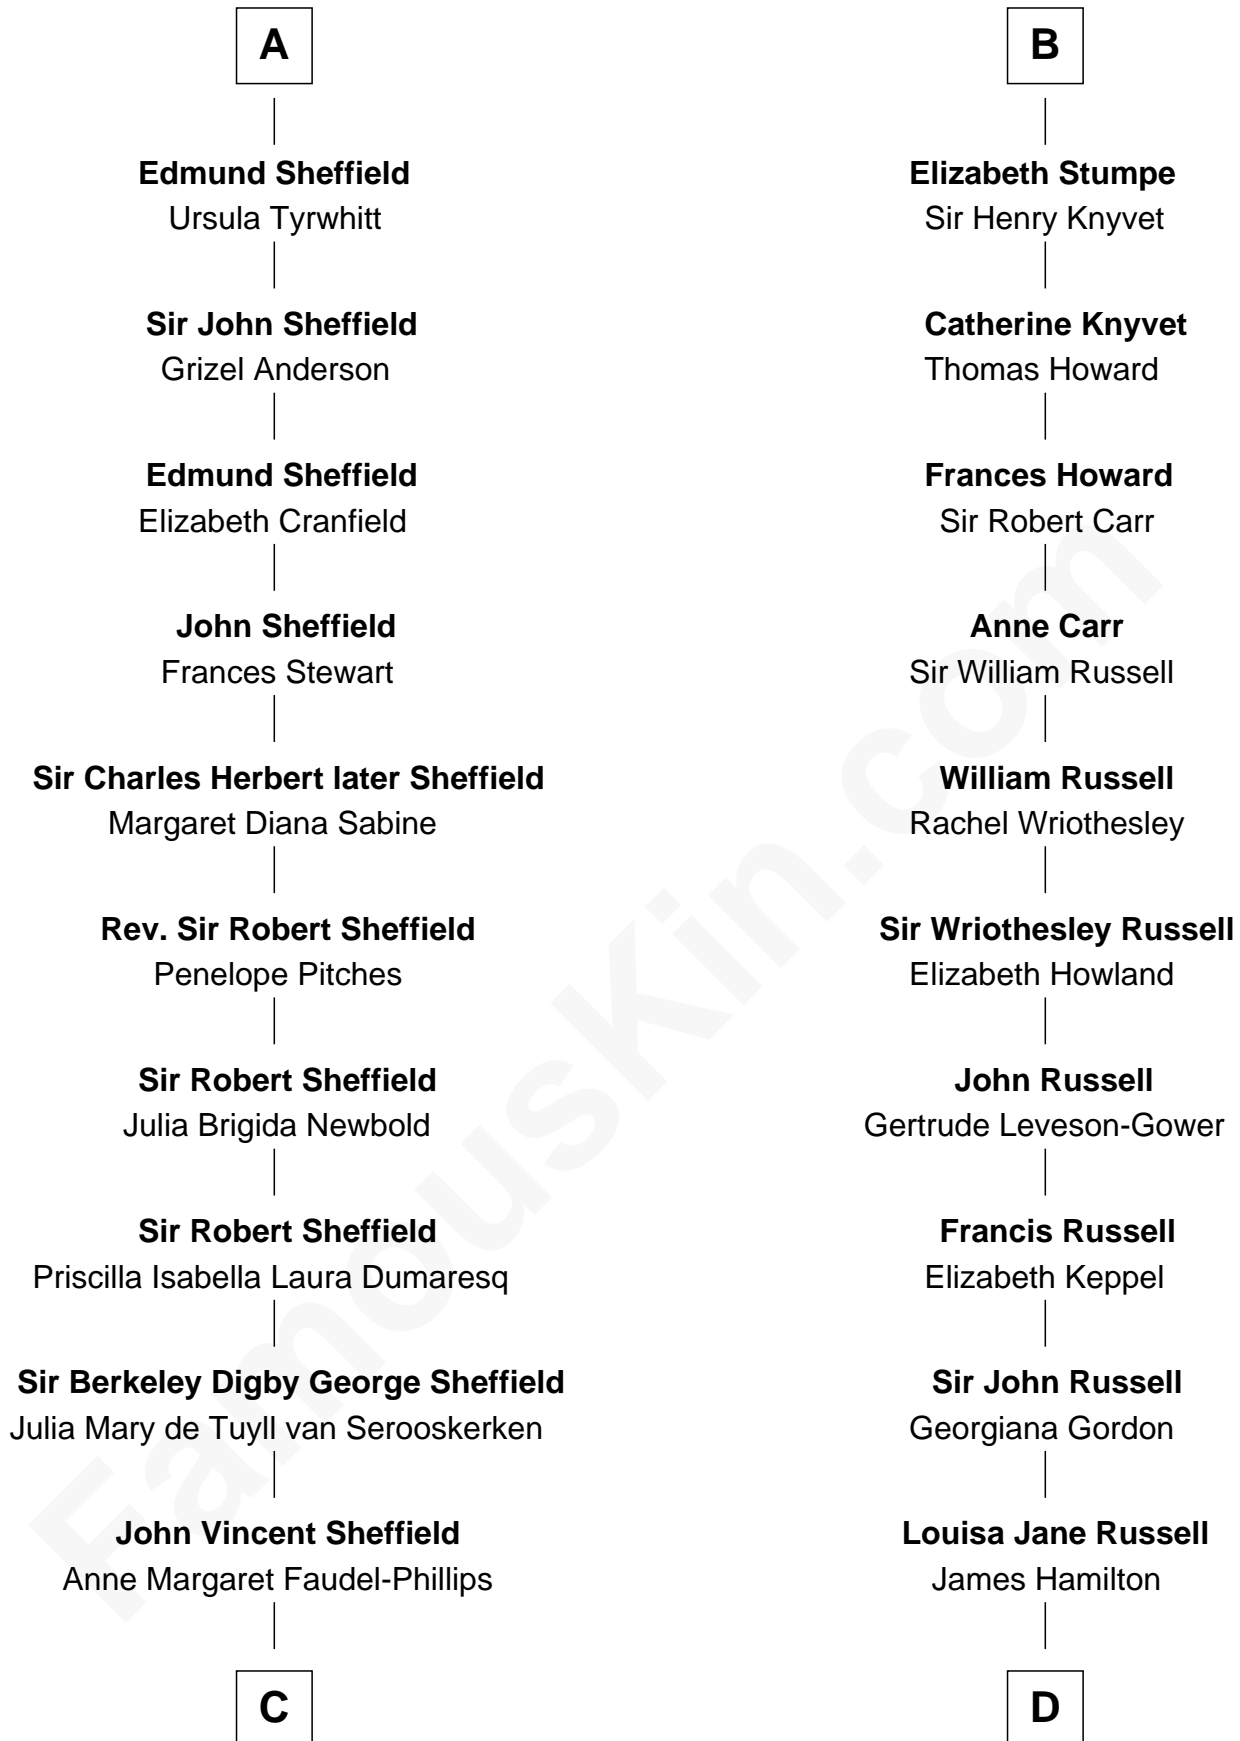 A
Edmund Sheffield
Ursula Tyrwhitt
Sir John Sheffield
Grizel Anderson
Edmund Sheffield
Elizabeth Cranfield
John Sheffield
Frances Stewart
Sir Charles Herbert later Sheffield
Margaret Diana Sabine
Rev. Sir Robert Sheffield
Penelope Pitches
Sir Robert Sheffield
Julia Brigida Newbold
Sir Robert Sheffield
Priscilla Isabella Laura Dumaresq
Sir Berkeley Digby George Sheffield
Julia Mary de Tuyll van Serooskerken
John Vincent Sheffield
Anne Margaret Faudel-Phillips
C
B
Elizabeth Stumpe
Sir Henry Knyvet
Catherine Knyvet
Thomas Howard
Frances Howard
Sir Robert Carr
Anne Carr
Sir William Russell
William Russell
Rachel Wriothesley
Sir Wriothesley Russell
Elizabeth Howland
John Russell
Gertrude Leveson-Gower
Francis Russell
Elizabeth Keppel
Sir John Russell
Georgiana Gordon
Louisa Jane Russell
James Hamilton
D
FamousKin.com